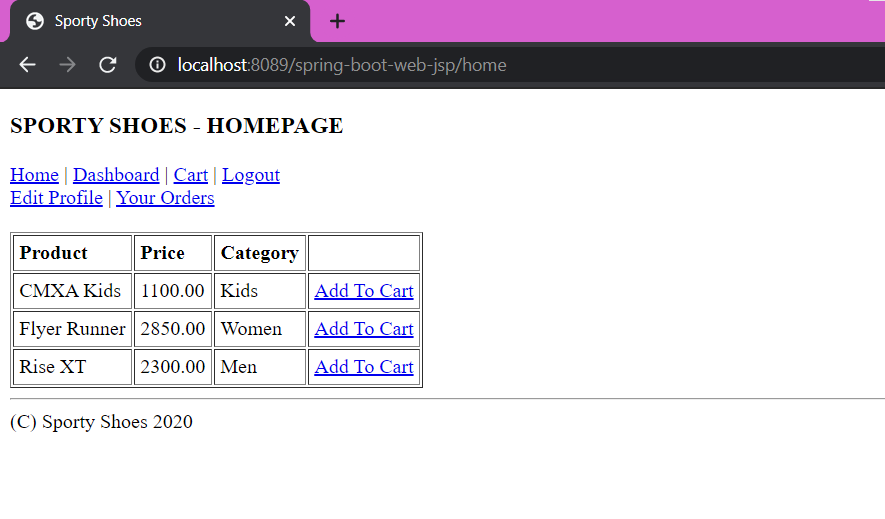 Sporty Shoes
localhost:8089/spring-boot-web-jsp/home
SPORTY SHOES - HOMEPAGE
Home | Dashboard | Cart | Logout
Edit Profile | Your Orders
Product Price Category
CMXA Kids 1100.00 Kids Add To Cart
Flyer Runner 2850.00 Women Add To Cart
Rise XT 2300.00 Men Add To Cart
(C) Sporty Shoes 2020